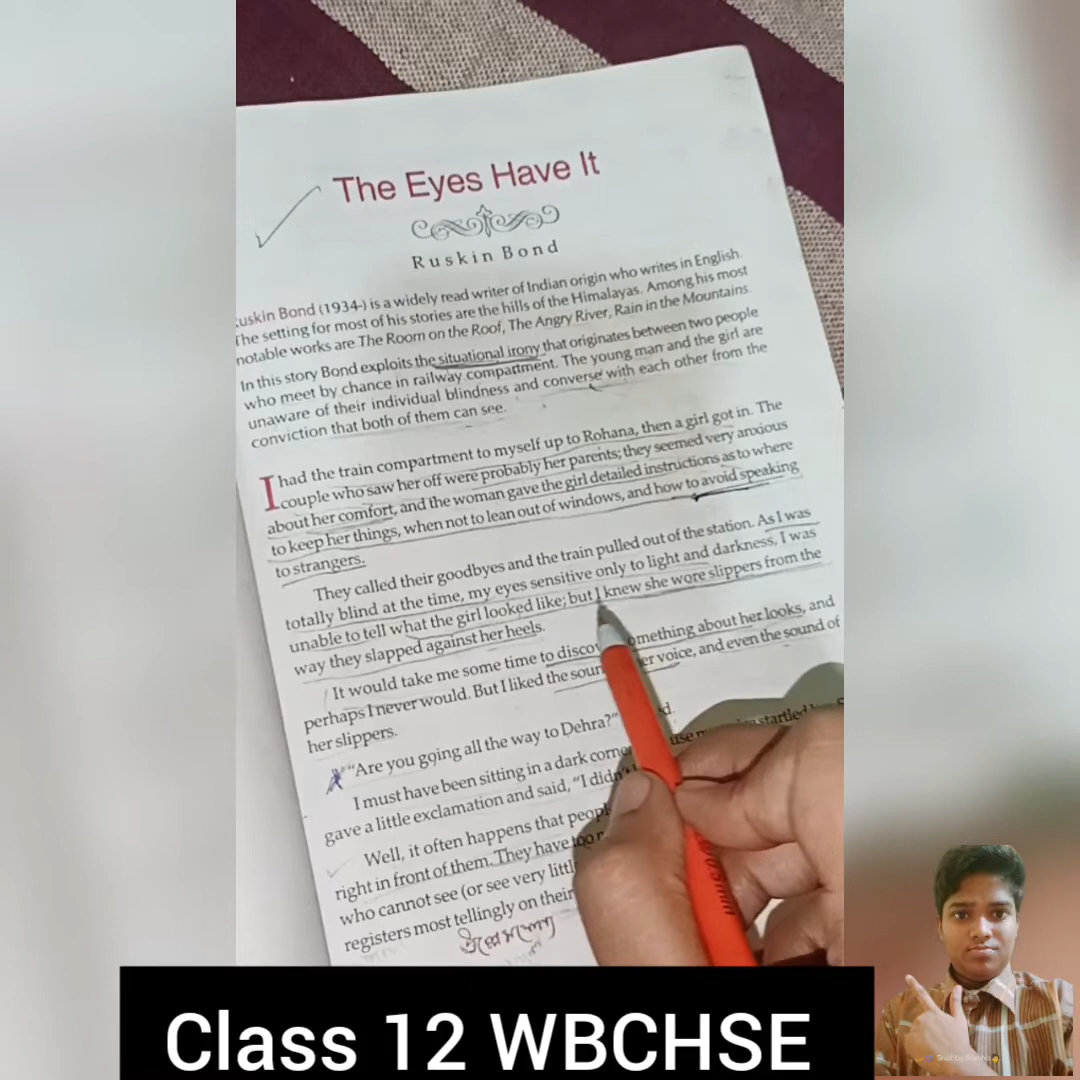 The Eyes Have It
Ruskin Bond
uskin Bond (1934-) is a widely read writer of Indian origin who writes in English.
The setting for most of his stories are the hills of the Himalayas. Among his most
notable works are The Room on the Roof, The Angry River, Rain in the Mountains.
In this story Bond exploits the situational irony that originates between two people
who meet by chance in railway compartment. The young man and the girl are
unaware of their individual blindness and converse with each other from the
conviction that both of them can see.
I had the train compartment to myself up to Rohana, then a girl got in. The
couple who saw her off were probably her parents; they seemed very anxious
about her comfort, and the woman gave the girl detailed instructions as to where
to keep her things, when not to lean out of windows, and how to avoid speaking
to strangers.
They called their goodbyes and the train pulled out of the station. As I was
totally blind at the time, my eyes sensitive only to light and darkness, I was
unable to tell what the girl looked like; but I knew she wore slippers from the
way they slapped against her heels.
It would take me some time to discov omething about her looks, and
perhaps I never would. But I liked the soun er voice, and even the sound of
her slippers.
"Are you going all the way to Dehra?" d.
I must have been sitting in a dark corne use startled
gave a little exclamation and said, "I didn't
Well, it often happens that peopl
right in front of them. They have too
who cannot see (or see very littl
registers most tellingly on their
Class 12 WBCHSE